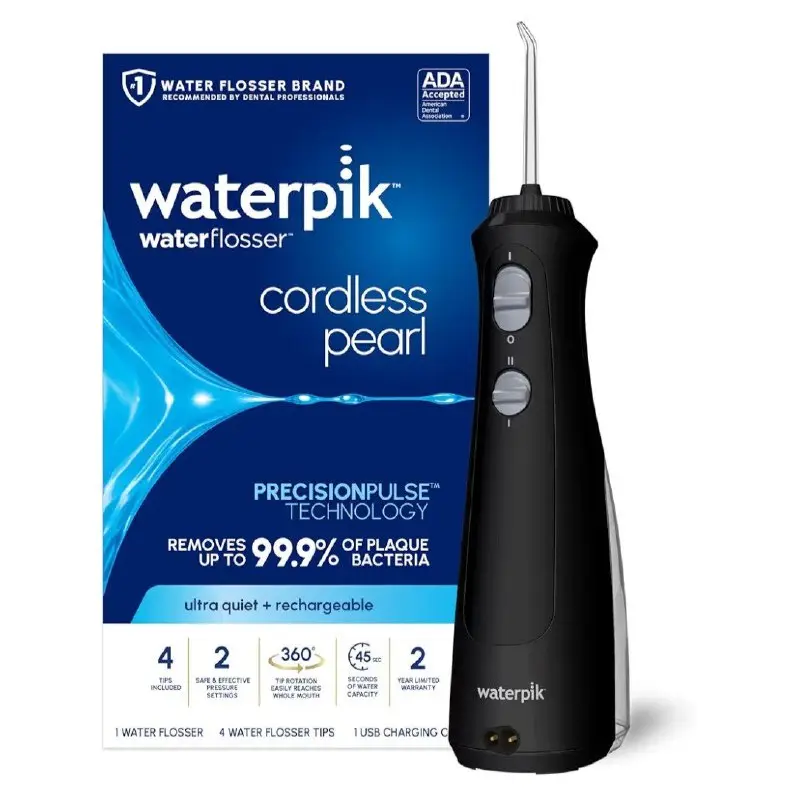 #1 WATER FLOSSER BRAND
RECOMMENDED BY DENTAL PROFESSIONALS
ADA
Accepted
American
Dental
Association ®
waterpik™
waterflosser™
cordless
pearl
PRECISIONPULSE™
TECHNOLOGY
REMOVES UP TO 99.9% OF PLAQUE BACTERIA
ultra quiet + rechargeable
4
TIPS
INCLUDED
2
SAFE & EFFECTIVE
PRESSURE
SETTINGS
360°
TIP ROTATION
EASILY REACHES
WHOLE MOUTH
45 SEC
SECONDS
OF WATER
CAPACITY
2
YEAR LIMITED
WARRANTY
1 WATER FLOSSER 4 WATER FLOSSER TIPS 1 USB CHARGING C
I
O
II
I
waterpik